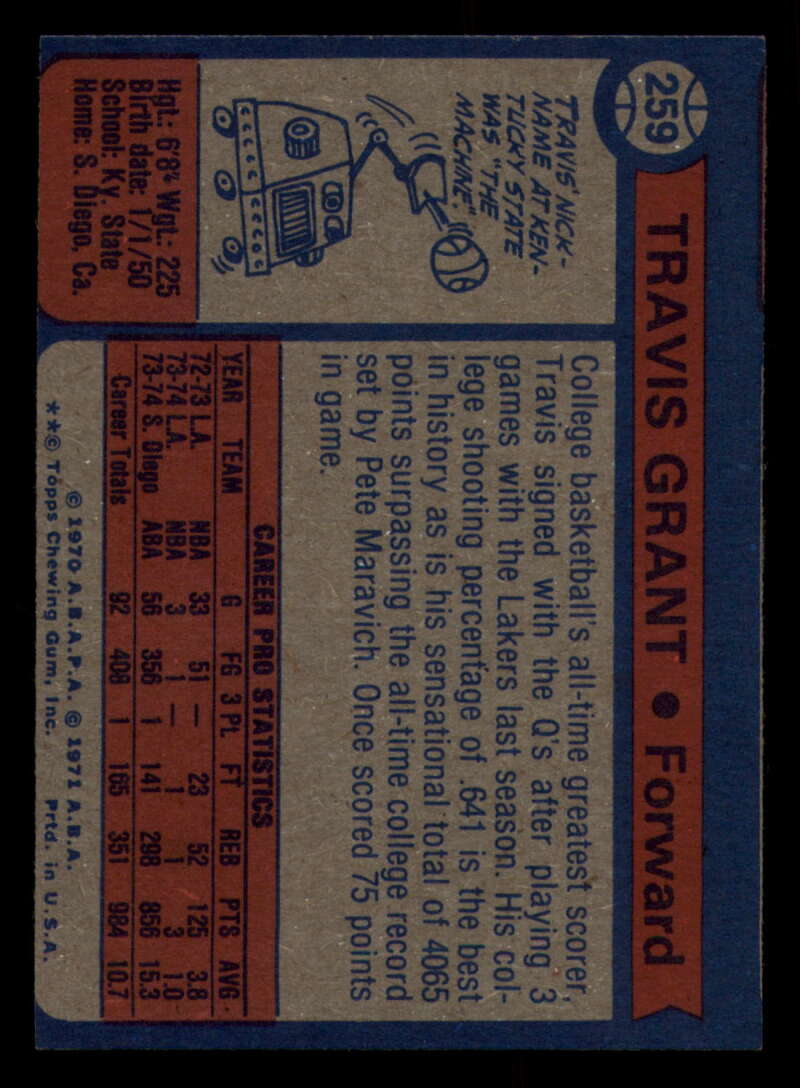 259
TRAVIS GRANT • Forward
TRAVIS' NICK-
NAME AT KEN-
TUCKY STATE
WAS "THE
MACHINE."
Hgt.: 6'8" Wgt.: 225
Birth date: 1/1/50
School: Ky. State
Home: S. Diego, Ca.
College basketball's all-time greatest scorer,
Travis signed with the Q's after playing 3
games with the Lakers last season. His col-
lege shooting percentage of .641 is the best
in history as is his sensational total of 4065
points surpassing the all-time college record
set by Pete Maravich. Once scored 75 points
in game.
CAREER PRO STATISTICS
YEAR TEAM G FG 3 Pt. FT REB PTS AVG.
72-73 LA. NBA 33 51 — 23 52 125 3.8
73-74 LA. NBA 3 1 — 1 1 3 1.0
73-74 S. Diego ABA 56 356 1 141 298 856 15.3
Career Totals 92 408 1 165 351 984 10.7
© 1970 A.B.A.P.A. © 1971 A.B.A.
**© Topps Chewing Gum, Inc. Prtd. in U.S.A.